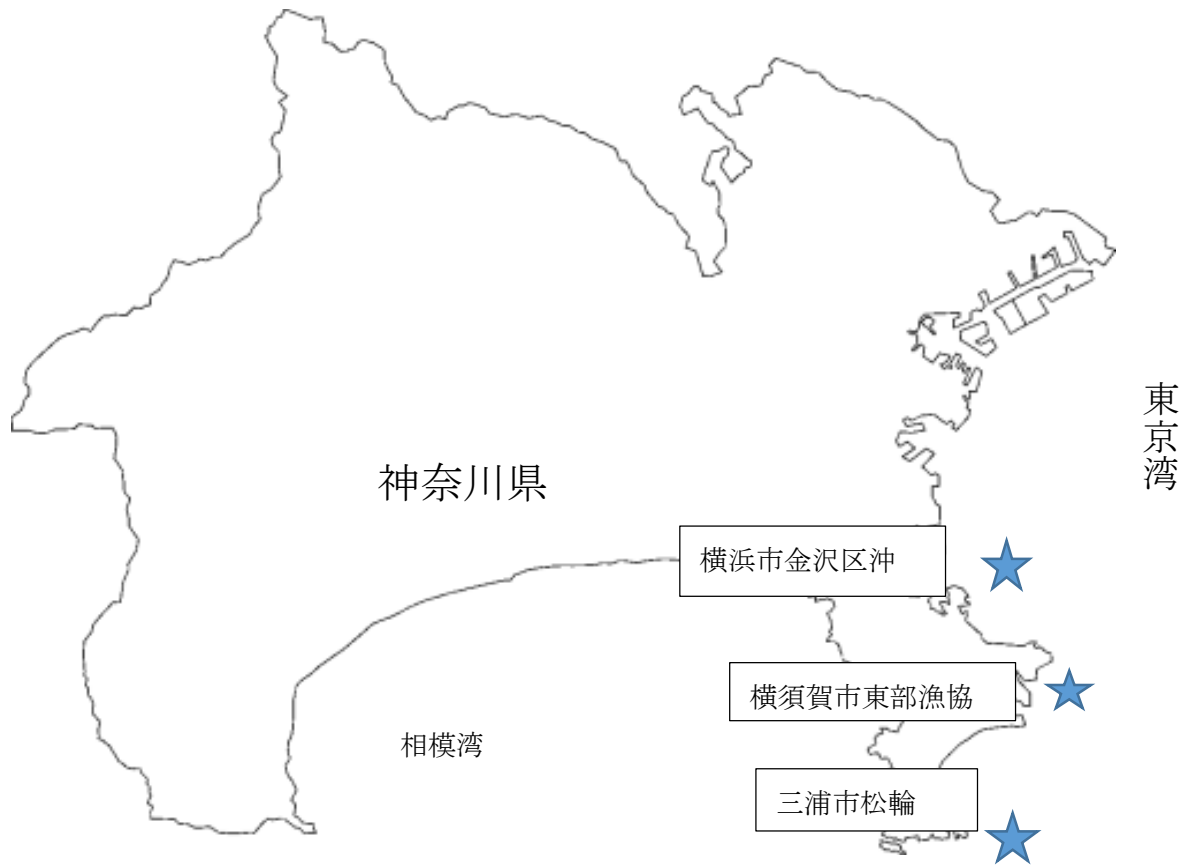 東京湾
神奈川県
横浜市金沢区沖
横須賀市東部漁協
相模湾
三浦市松輪